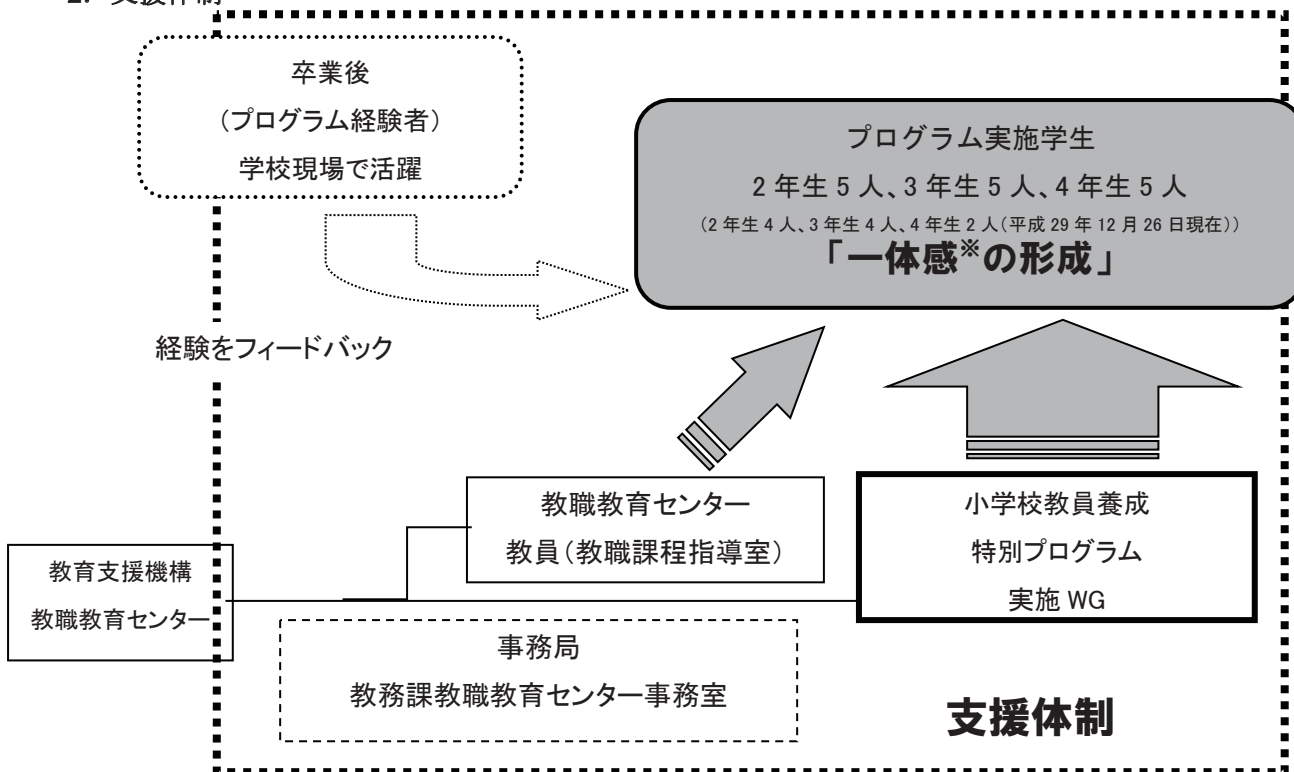 2. 支援体制
卒業後
（プログラム経験者）
学校現場で活躍
プログラム実施学生
2 年生 5 人、3 年生 5 人、4 年生 5 人
（2 年生 4 人、3 年生 4 人、4 年生 2 人（平成 29 年 12 月 26 日現在））
「一体感※の形成」
経験をフィードバック
教職教育センター
教員（教職課程指導室）
小学校教員養成
特別プログラム
実施 WG
教育支援機構
教職教育センター
事務局
教務課教職教育センター事務室
支援体制